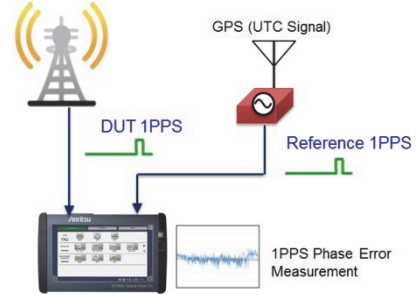 GPS (UTC Signal)
DUT 1PPS
Reference 1PPS
Anritsu
1PPS Phase Error
Measurement